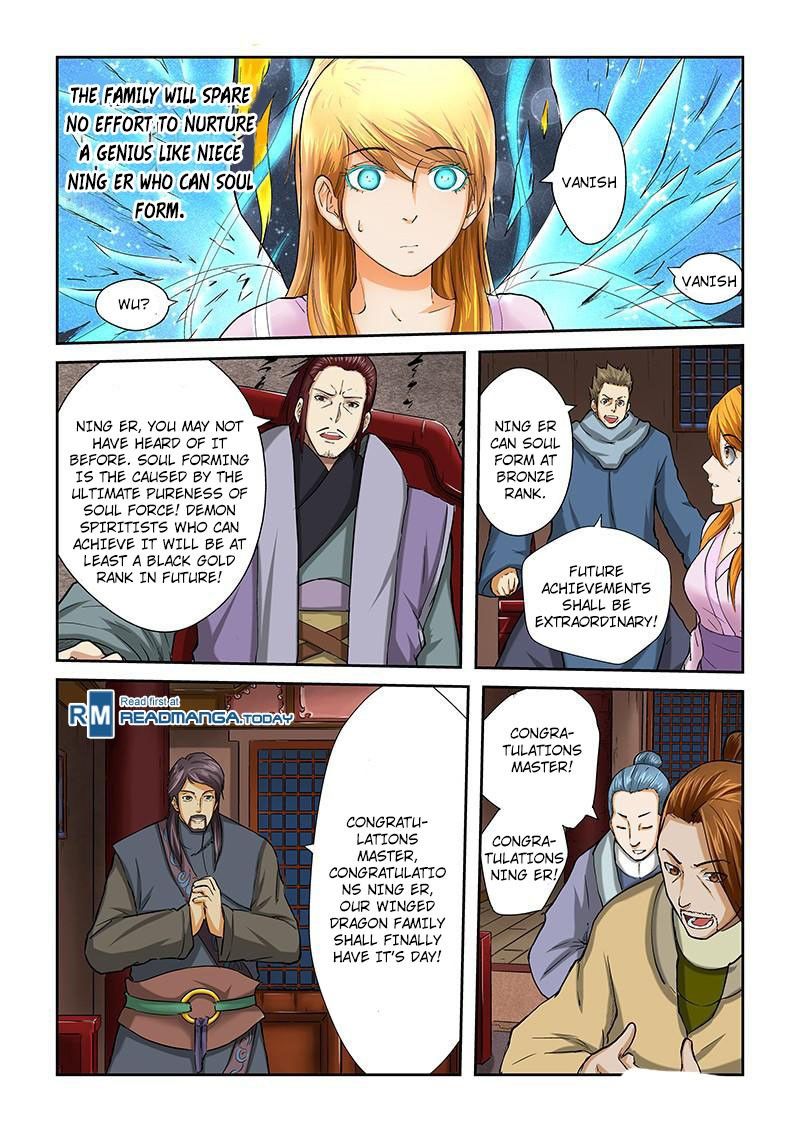 THE FAMILY WILL SPARE
NO EFFORT TO NURTURE
A GENIUS LIKE NIECE
NING ER WHO CAN SOUL
FORM.
VANISH
WU?
VANISH
NING ER, YOU MAY NOT
HAVE HEARD OF IT
BEFORE. SOUL FORMING
IS THE CAUSED BY THE
ULTIMATE PURENESS OF
SOUL FORCE! DEMON
SPIRITISTS WHO CAN
ACHIEVE IT WILL BE AT
LEAST A BLACK GOLD
RANK IN FUTURE!
NING ER
CAN SOUL
FORM AT
BRONZE
RANK.
FUTURE
ACHIEVEMENTS
SHALL BE
EXTRAORDINARY!
RM Read first at
READMANGA.TODAY
CONGRATU-
LATIONS
MASTER,
CONGRATULATIO
NS NING ER,
OUR WINGED
DRAGON FAMILY
SHALL FINALLY
HAVE IT'S DAY!
CONGRA-
TULATIONS
MASTER!
CONGRA-
TULATIONS
NING ER!